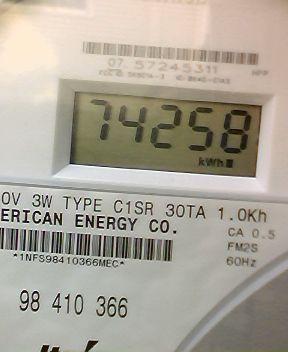 07 57245311
HPP
74258
kWh
0V 3W TYPE C1SR 30TA 1.0Kh
ERICAN ENERGY CO.
CA 0.5
FM2S
60Hz
*1NFS98410366MEC*
98 410 366